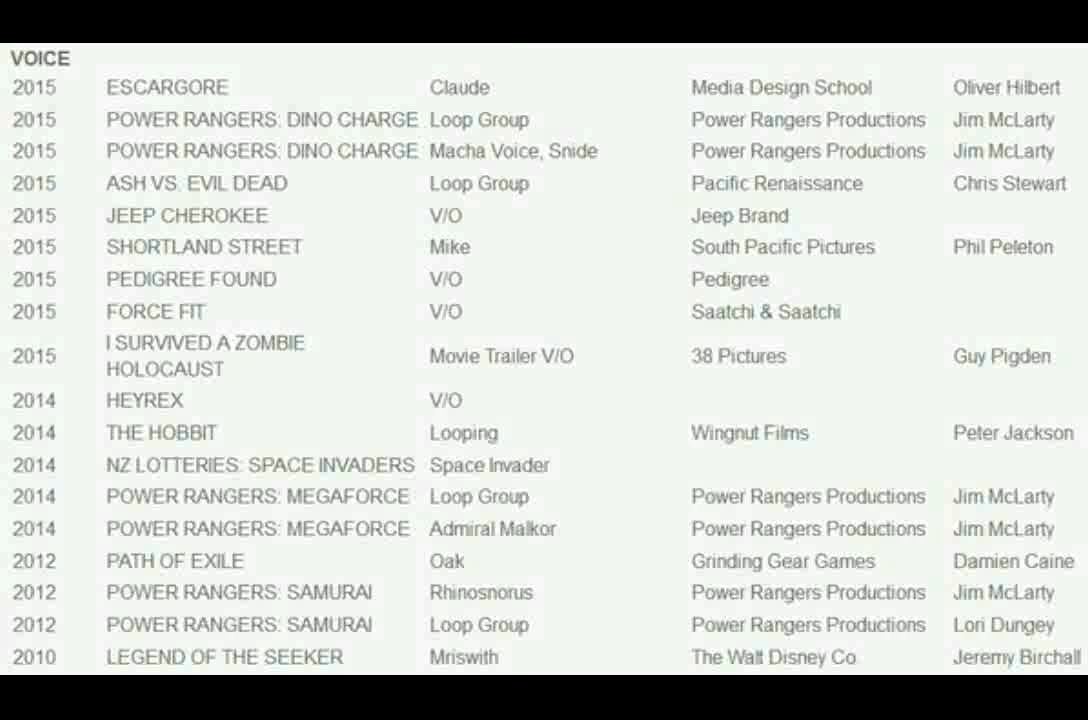 VOICE
2015 ESCARGORE Claude Media Design School Oliver Hilbert
2015 POWER RANGERS: DINO CHARGE Loop Group Power Rangers Productions Jim McLarty
2015 POWER RANGERS: DINO CHARGE Macha Voice, Snide Power Rangers Productions Jim McLarty
2015 ASH VS. EVIL DEAD Loop Group Pacific Renaissance Chris Stewart
2015 JEEP CHEROKEE V/O Jeep Brand
2015 SHORTLAND STREET Mike South Pacific Pictures Phil Peleton
2015 PEDIGREE FOUND V/O Pedigree
2015 FORCE FIT V/O Saatchi & Saatchi
2015 I SURVIVED A ZOMBIE
HOLOCAUST Movie Trailer V/O 38 Pictures Guy Pigden
2014 HEYREX V/O
2014 THE HOBBIT Looping Wingnut Films Peter Jackson
2014 NZ LOTTERIES: SPACE INVADERS Space Invader
2014 POWER RANGERS: MEGAFORCE Loop Group Power Rangers Productions Jim McLarty
2014 POWER RANGERS: MEGAFORCE Admiral Malkor Power Rangers Productions Jim McLarty
2012 PATH OF EXILE Oak Grinding Gear Games Damien Caine
2012 POWER RANGERS: SAMURAI Rhinosnorus Power Rangers Productions Jim McLarty
2012 POWER RANGERS: SAMURAI Loop Group Power Rangers Productions Lori Dungey
2010 LEGEND OF THE SEEKER Mriswith The Walt Disney Co. Jeremy Birchall